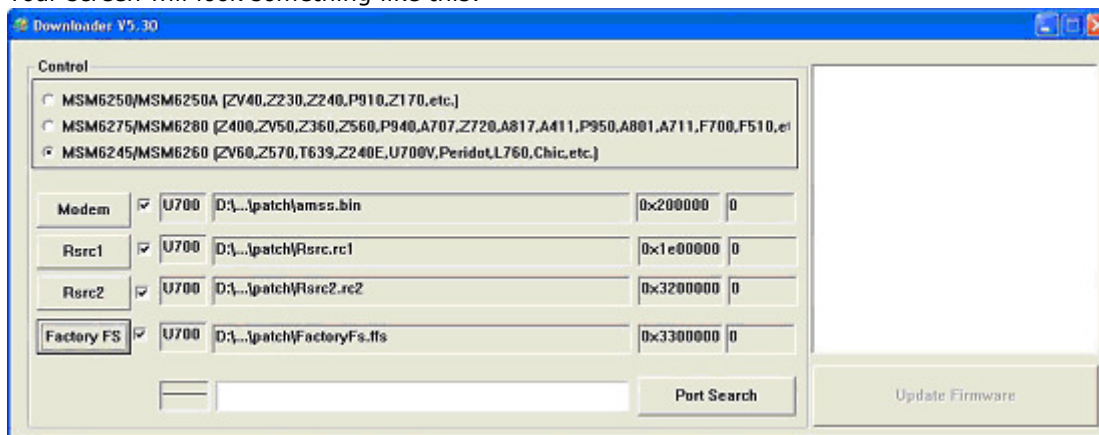 Your screen will look something like this:
Downloader V5.30
Control
MSM6250/MSM6250A [ZV40,Z230,Z240,P910,Z170,etc.]
MSM6275/MSM6280 [Z400,ZV50,Z360,Z560,P940,A707,Z720,A817,A411,P950,A801,A711,F700,F510,et
MSM6245/MSM6260 [ZV60,Z570,T639,Z240E,U700V,Peridot,L760,Chic,etc.]
Modem U700 D:\...\patch\amss.bin 0x200000 0
Rsrc1 U700 D:\...\patch\Rsrc.rc1 0x1e00000 0
Rsrc2 U700 D:\...\patch\Rsrc2.rc2 0x3200000 0
Factory FS U700 D:\...\patch\FactoryFs.ffs 0x3300000 0
Port Search Update Firmware